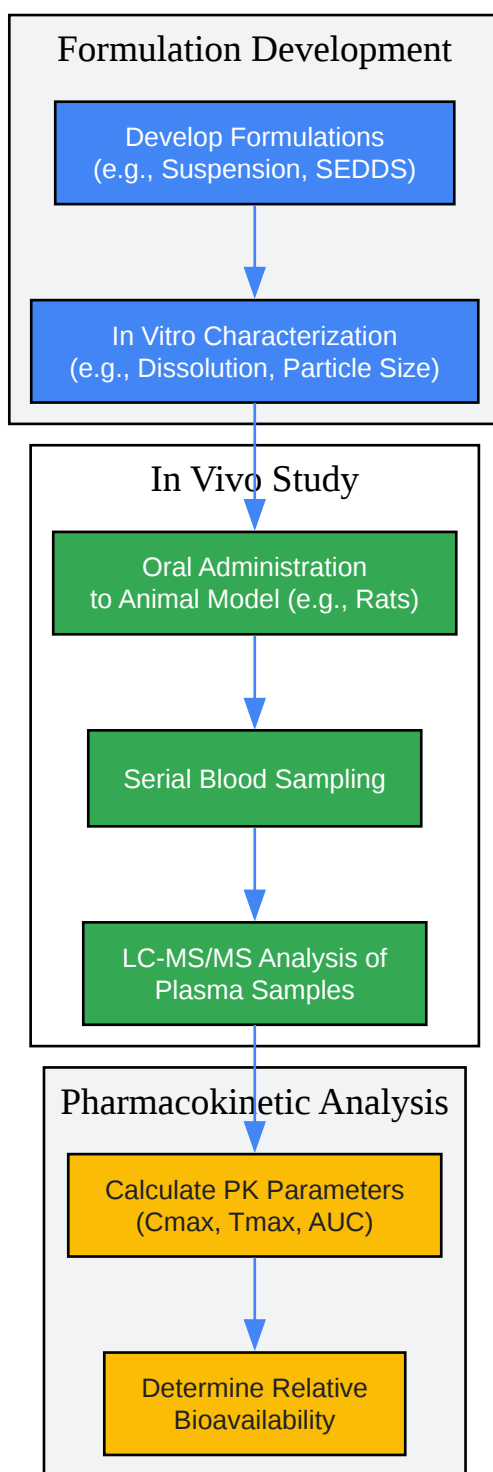 Formulation Development
Develop Formulations
(e.g., Suspension, SEDDS)
In Vitro Characterization
(e.g., Dissolution, Particle Size)
In Vivo Study
Oral Administration
to Animal Model (e.g., Rats)
Serial Blood Sampling
LC-MS/MS Analysis of
Plasma Samples
Pharmacokinetic Analysis
Calculate PK Parameters
(Cmax, Tmax, AUC)
Determine Relative
Bioavailability